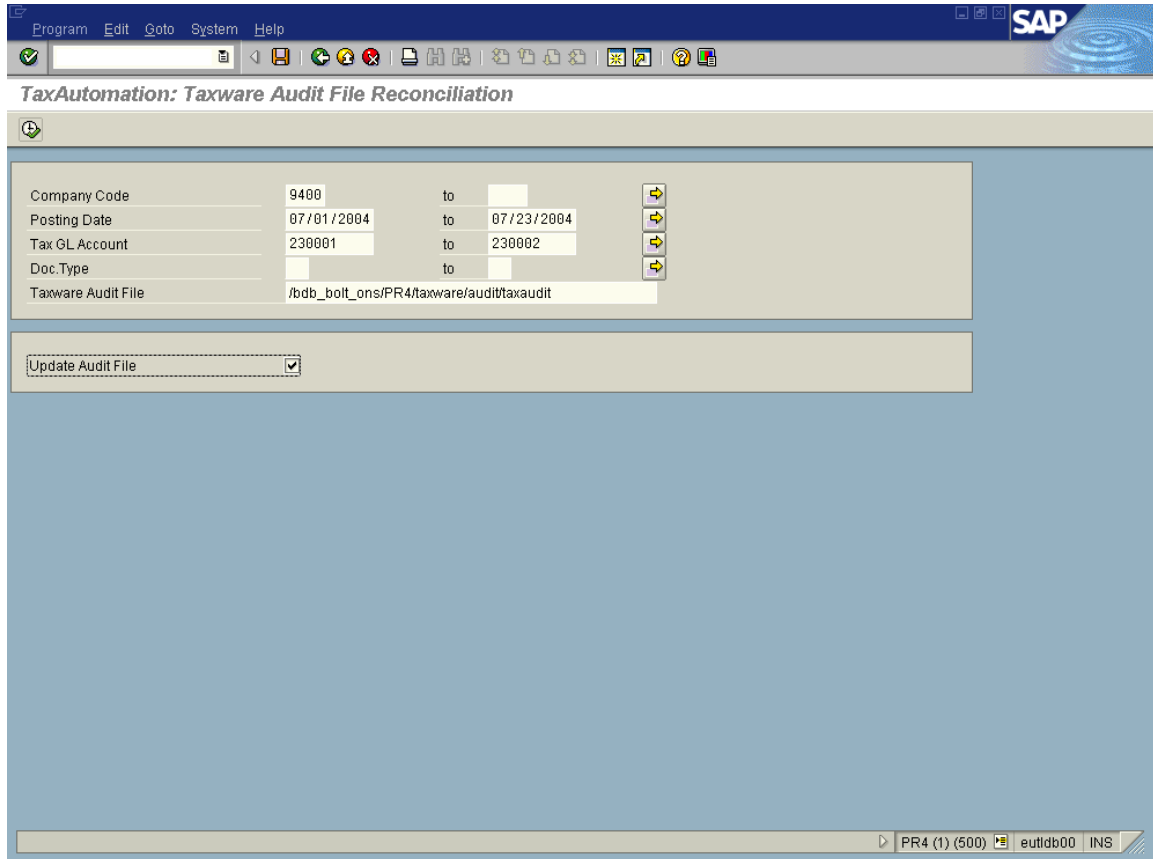 Program Edit Goto System Help
SAP
TaxAutomation: Taxware Audit File Reconciliation
Company Code 9400 to
Posting Date 07/01/2004 to 07/23/2004
Tax GL Account 230001 to 230002
Doc.Type to
Taxware Audit File /bdb_bolt_ons/PR4/taxware/audit/taxaudit
Update Audit File
PR4 (1) (500) eutldb00 INS